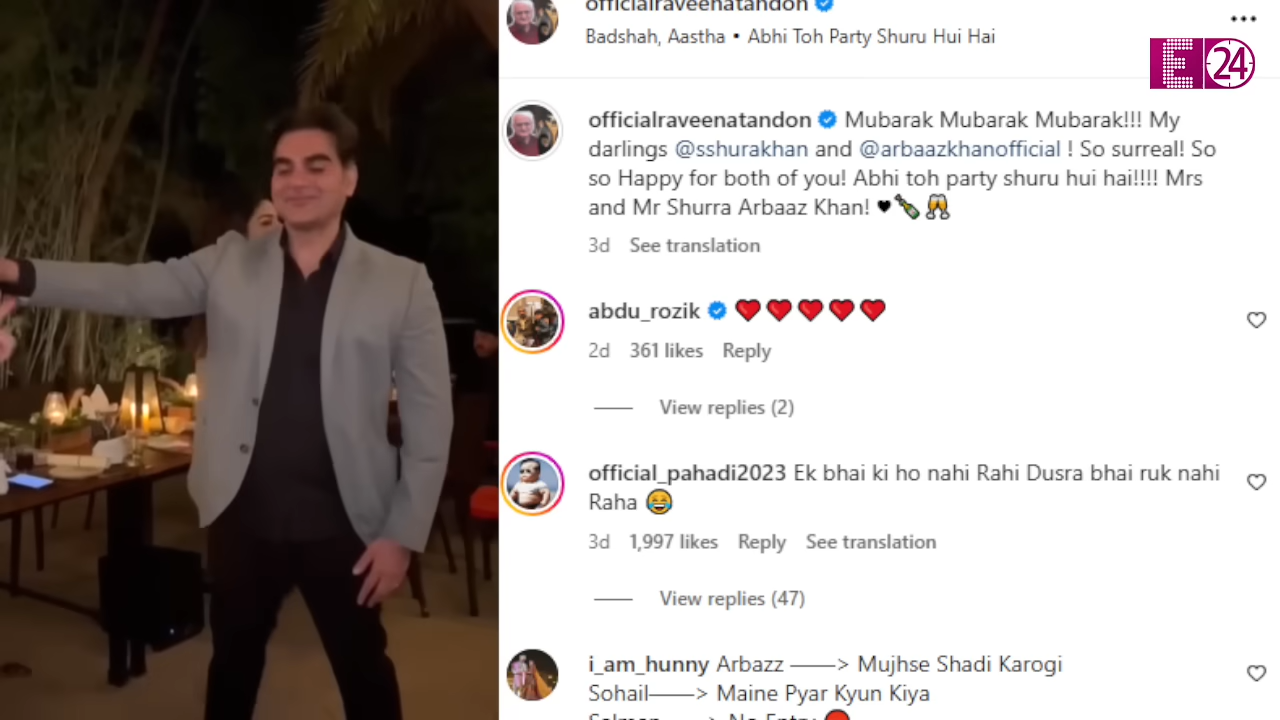 officialraveenatandon
Badshah, Aastha • Abhi Toh Party Shuru Hui Hai
E 24
officialraveenatandon Mubarak Mubarak Mubarak!!! My
darlings @sshurakhan and @arbaazkhanofficial ! So surreal! So
so Happy for both of you! Abhi toh party shuru hui hai!!!! Mrs
and Mr Shurra Arbaaz Khan! ♥🍾🥂
3d See translation
abdu_rozik ❤️❤️❤️❤️❤️
2d 361 likes Reply
View replies (2)
official_pahadi2023 Ek bhai ki ho nahi Rahi Dusra bhai ruk nahi
Raha 😂
3d 1,997 likes Reply See translation
View replies (47)
i_am_hunny Arbazz ——> Mujhse Shadi Karogi
Sohail——> Maine Pyar Kyun Kiya
Salman ——> No Entry